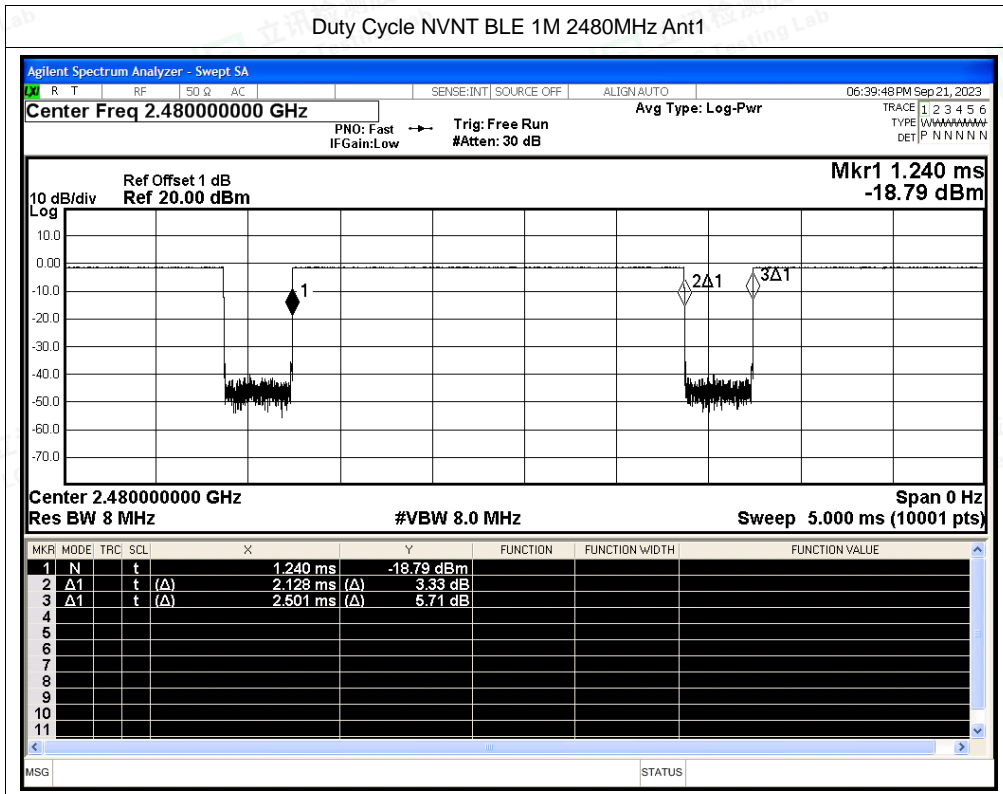 Duty Cycle NVNT BLE 1M 2480MHz Ant1
Agilent Spectrum Analyzer - Swept SA
LXI R T RF 50 Ω AC SENSE:INT SOURCE OFF ALIGN AUTO 06:39:48 PM Sep 21, 2023
Center Freq 2.480000000 GHz
PNO: Fast
IFGain:Low
Trig: Free Run
#Atten: 30 dB
Avg Type: Log-Pwr
TRACE 1 2 3 4 5 6
TYPE WWWWWW
DET P N N N N N
Ref Offset 1 dB
10 dB/div Ref 20.00 dBm
Log
Mkr1 1.240 ms
-18.79 dBm
10.0
0.00
-10.0
-20.0
-30.0
-40.0
-50.0
-60.0
-70.0
1
2Δ1
3Δ1
Center 2.480000000 GHz Span 0 Hz
Res BW 8 MHz #VBW 8.0 MHz Sweep 5.000 ms (10001 pts)
MKR MODE TRC SCL X Y FUNCTION FUNCTION WIDTH FUNCTION VALUE
1 N t 1.240 ms -18.79 dBm
2 Δ1 t (Δ) 2.128 ms (Δ) 3.33 dB
3 Δ1 t (Δ) 2.501 ms (Δ) 5.71 dB
4
5
6
7
8
9
10
11
MSG STATUS